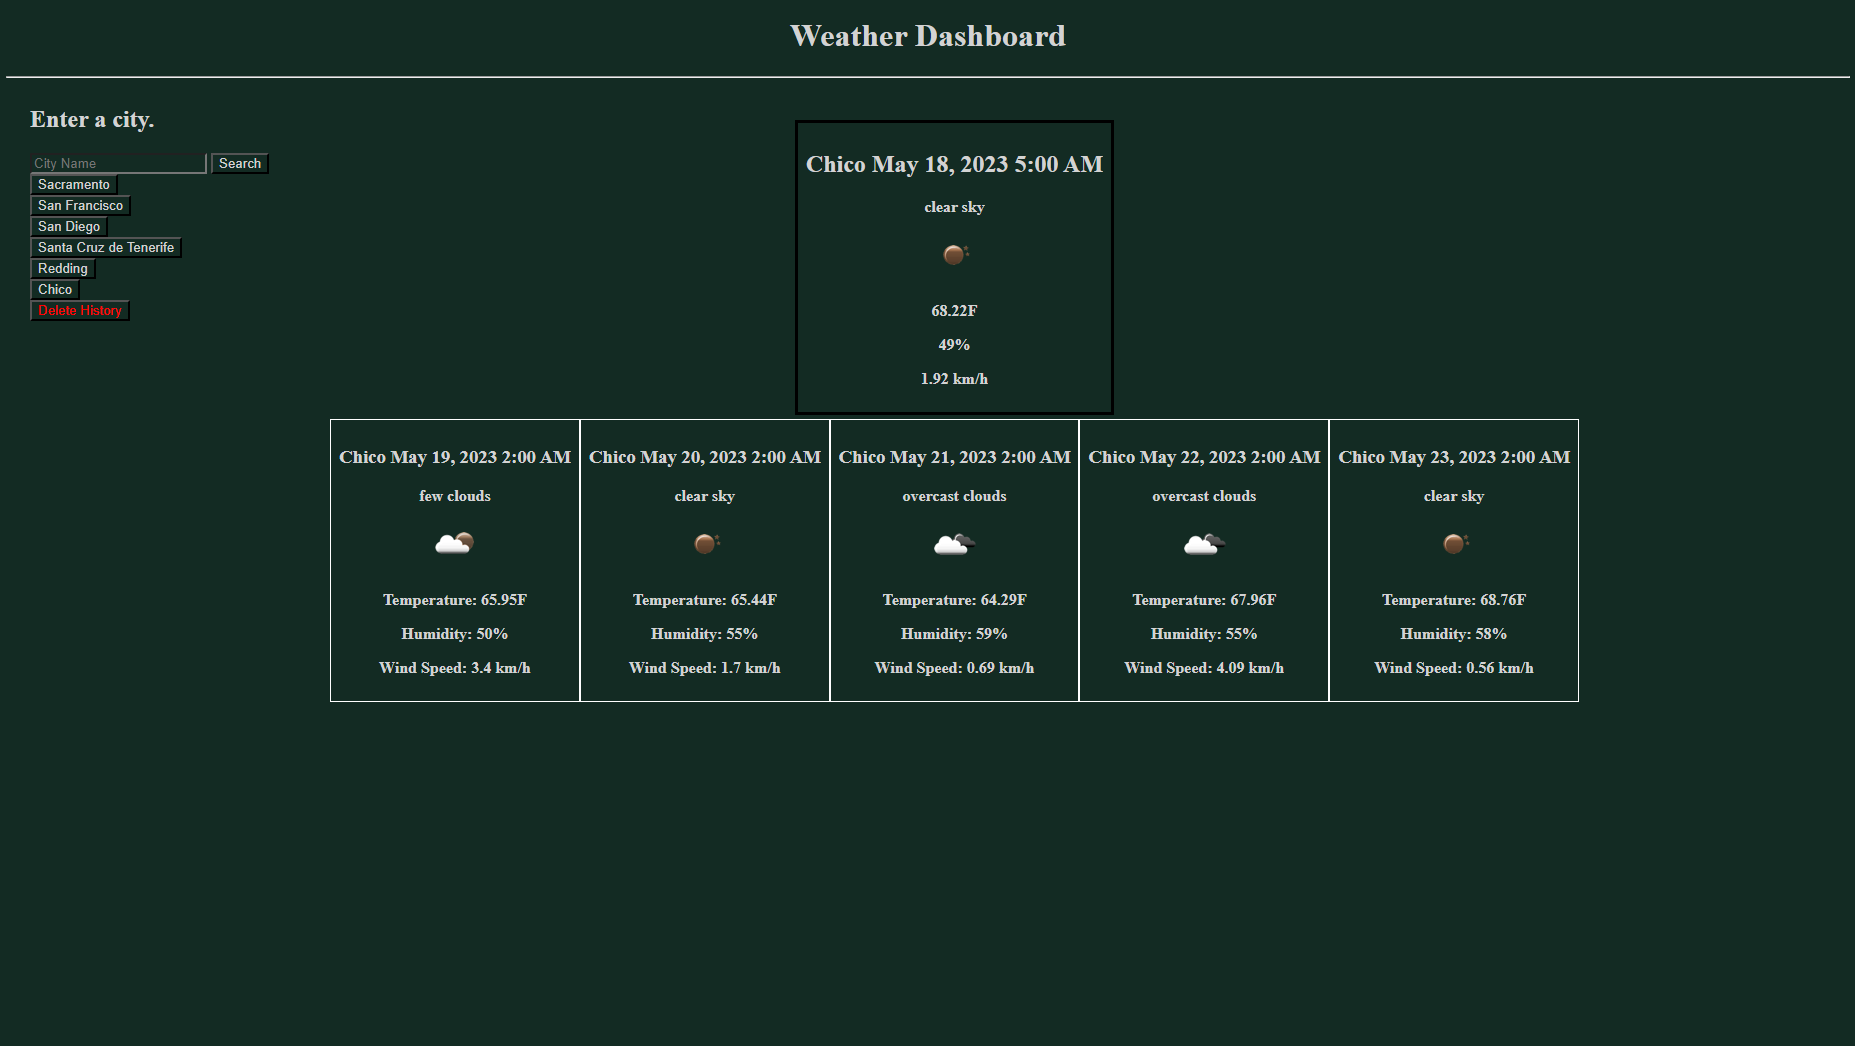 Weather Dashboard
Enter a city.
City Name
Search
Sacramento
San Francisco
San Diego
Santa Cruz de Tenerife
Redding
Chico
Delete History
Chico May 18, 2023 5:00 AM
clear sky
68.22F
49%
1.92 km/h
Chico May 19, 2023 2:00 AM
few clouds
Temperature: 65.95F
Humidity: 50%
Wind Speed: 3.4 km/h
Chico May 20, 2023 2:00 AM
clear sky
Temperature: 65.44F
Humidity: 55%
Wind Speed: 1.7 km/h
Chico May 21, 2023 2:00 AM
overcast clouds
Temperature: 64.29F
Humidity: 59%
Wind Speed: 0.69 km/h
Chico May 22, 2023 2:00 AM
overcast clouds
Temperature: 67.96F
Humidity: 55%
Wind Speed: 4.09 km/h
Chico May 23, 2023 2:00 AM
clear sky
Temperature: 68.76F
Humidity: 58%
Wind Speed: 0.56 km/h